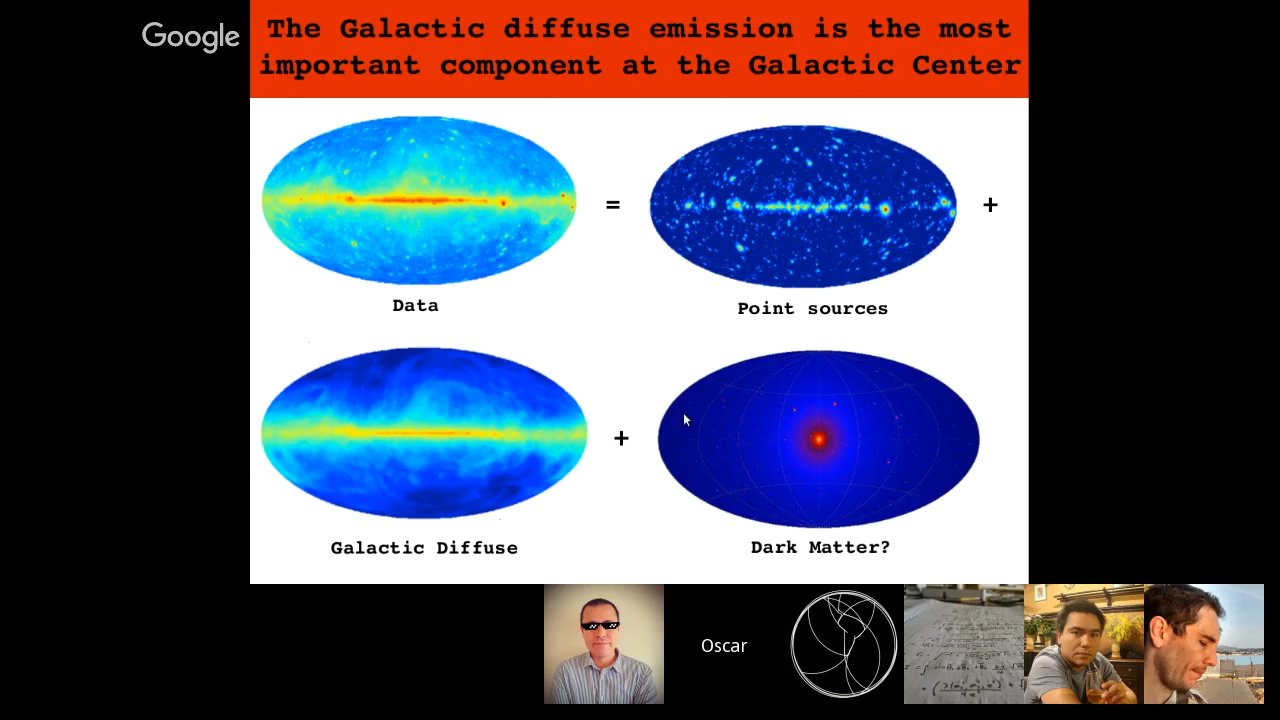 Google
The Galactic diffuse emission is the most
important component at the Galactic Center
=
+
Data
Point sources
+
Galactic Diffuse
Dark Matter?
Oscar